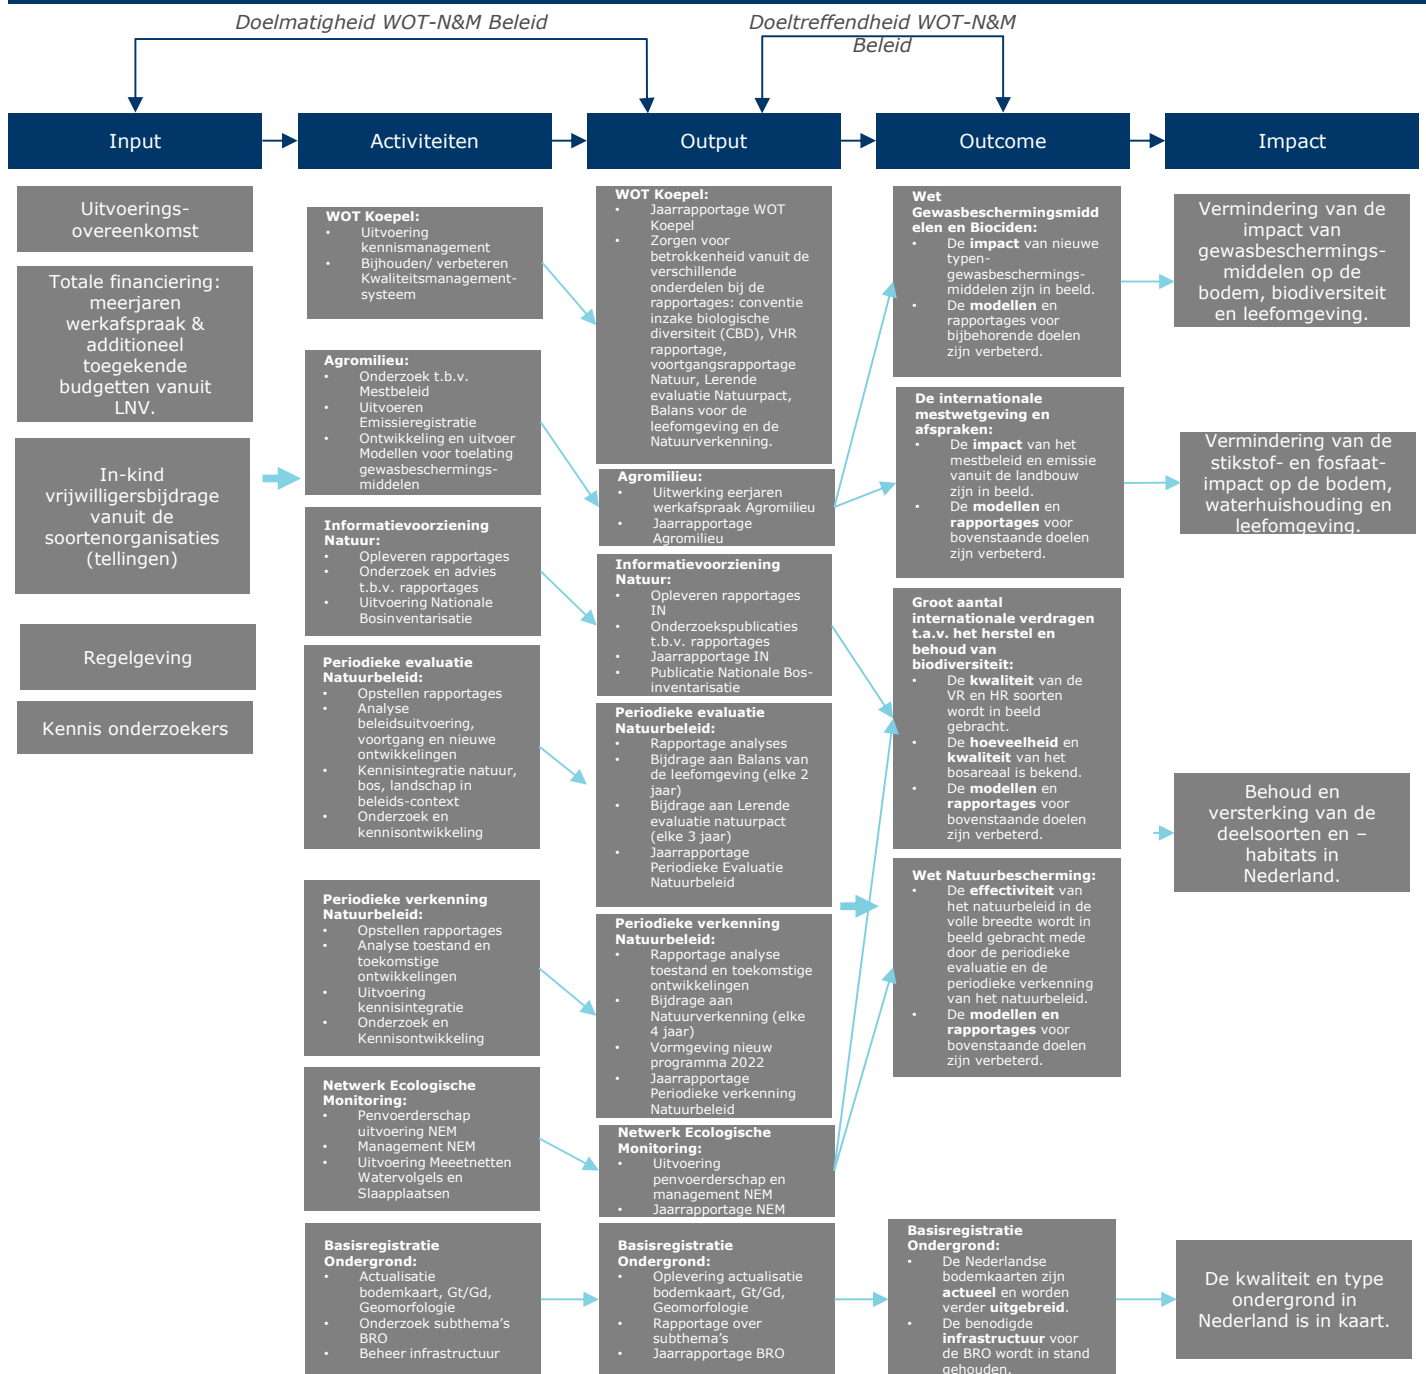 Doelmatigheid WOT-N&M Beleid
Doeltreffendheid WOT-N&M
Beleid
Input
Activiteiten
Output
Outcome
Impact
Uitvoerings-
overeenkomst
Totale financiering:
meerjaren
werkafspraak &
additioneel
toegekende
budgetten vanuit
LNV.
In-kind
vrijwilligersbijdrage
vanuit de
soortenorganisaties
(tellingen)
Regelgeving
Kennis onderzoekers
WOT Koepel:
• Uitvoering
kennismanagement
• Bijhouden/ verbeteren
Kwaliteitsmanagement-
systeem
Agromilieu:
• Onderzoek t.b.v.
Mestbeleid
• Uitvoeren
Emissieregistratie
• Ontwikkeling en uitvoer
Modellen voor toelating
gewasbeschermings-
middelen
Informatievoorziening
Natuur:
• Opleveren rapportages
• Onderzoek en advies
t.b.v. rapportages
• Uitvoering Nationale
Bosinventarisatie
Periodieke evaluatie
Natuurbeleid:
• Opstellen rapportages
• Analyse
beleidsuitvoering,
voortgang en nieuwe
ontwikkelingen
• Kennisintegratie natuur,
bos, landschap in
beleids-context
• Onderzoek en
kennisontwikkeling
Periodieke verkenning
Natuurbeleid:
• Opstellen rapportages
• Analyse toestand en
toekomstige
ontwikkelingen
• Uitvoering
kennisintegratie
• Onderzoek en
Kennisontwikkeling
Netwerk Ecologische
Monitoring:
• Penvoerderschap
uitvoering NEM
• Management NEM
• Uitvoering Meeetnetten
Watervolgels en
Slaapplaatsen
Basisregistratie
Ondergrond:
• Actualisatie
bodemkaart, Gt/Gd,
Geomorfologie
• Onderzoek subthema's
BRO
• Beheer infrastructuur
WOT Koepel:
• Jaarrapportage WOT
Koepel
• Zorgen voor
betrokkenheid vanuit de
verschillende
onderdelen bij de
rapportages: conventie
inzake biologische
diversiteit (CBD), VHR
rapportage,
voortgangsrapportage
Natuur, Lerende
evaluatie Natuurpact,
Balans voor de
leefomgeving en de
Natuurverkenning.
Agromilieu:
• Uitwerking eerjaren
werkafspraak Agromilieu
• Jaarrapportage
Agromilieu
Informatievoorziening
Natuur:
• Opleveren rapportages
IN
• Onderzoekspublicaties
t.b.v. rapportages
• Jaarrapportage IN
• Publicatie Nationale Bos-
inventarisatie
Periodieke evaluatie
Natuurbeleid:
• Rapportage analyses
• Bijdrage aan Balans van
de leefomgeving (elke 2
jaar)
• Bijdrage aan Lerende
evaluatie natuurpact
(elke 3 jaar)
• Jaarrapportage
Periodieke Evaluatie
Natuurbeleid
Periodieke verkenning
Natuurbeleid:
• Rapportage analyse
toestand en toekomstige
ontwikkelingen
• Bijdrage aan
Natuurverkenning (elke
4 jaar)
• Vormgeving nieuw
programma 2022
• Jaarrapportage
Periodieke verkenning
Natuurbeleid
Netwerk Ecologische
Monitoring:
• Uitvoering
penvoerderschap en
management NEM
• Jaarrapportage NEM
Basisregistratie
Ondergrond:
• Oplevering actualisatie
bodemkaart, Gt/Gd,
Geomorfologie
• Rapportage over
subthema's
• Jaarrapportage BRO
Wet
Gewasbeschermingsmidd
elen en Biociden:
• De impact van nieuwe
typen-
gewasbeschermings-
middelen zijn in beeld.
• De modellen en
rapportages voor
bijbehorende doelen
zijn verbeterd.
De internationale
mestwetgeving en
afspraken:
• De impact van het
mestbeleid en emissie
vanuit de landbouw
zijn in beeld.
• De modellen en
rapportages voor
bovenstaande doelen
zijn verbeterd.
Groot aantal
internationale verdragen
t.a.v. het herstel en
behoud van
biodiversiteit:
• De kwaliteit van de
VR en HR soorten
wordt in beeld
gebracht.
• De hoeveelheid en
kwaliteit van het
bosareaal is bekend.
• De modellen en
rapportages voor
bovenstaande doelen
zijn verbeterd.
Wet Natuurbescherming:
• De effectiviteit van
het natuurbeleid in de
volle breedte wordt in
beeld gebracht mede
door de periodieke
evaluatie en de
periodieke verkenning
van het natuurbeleid.
• De modellen en
rapportages voor
bovenstaande doelen
zijn verbeterd.
Basisregistratie
Ondergrond:
• De Nederlandse
bodemkaarten zijn
actueel en worden
verder uitgebreid.
• De benodigde
infrastructuur voor
de BRO wordt in stand
gehouden.
Vermindering van de
impact van
gewasbeschermings-
middelen op de
bodem, biodiversiteit
en leefomgeving.
Vermindering van de
stikstof- en fosfaat-
impact op de bodem,
waterhuishouding en
leefomgeving.
Behoud en
versterking van de
deelsoorten en –
habitats in
Nederland.
De kwaliteit en type
ondergrond in
Nederland is in kaart.